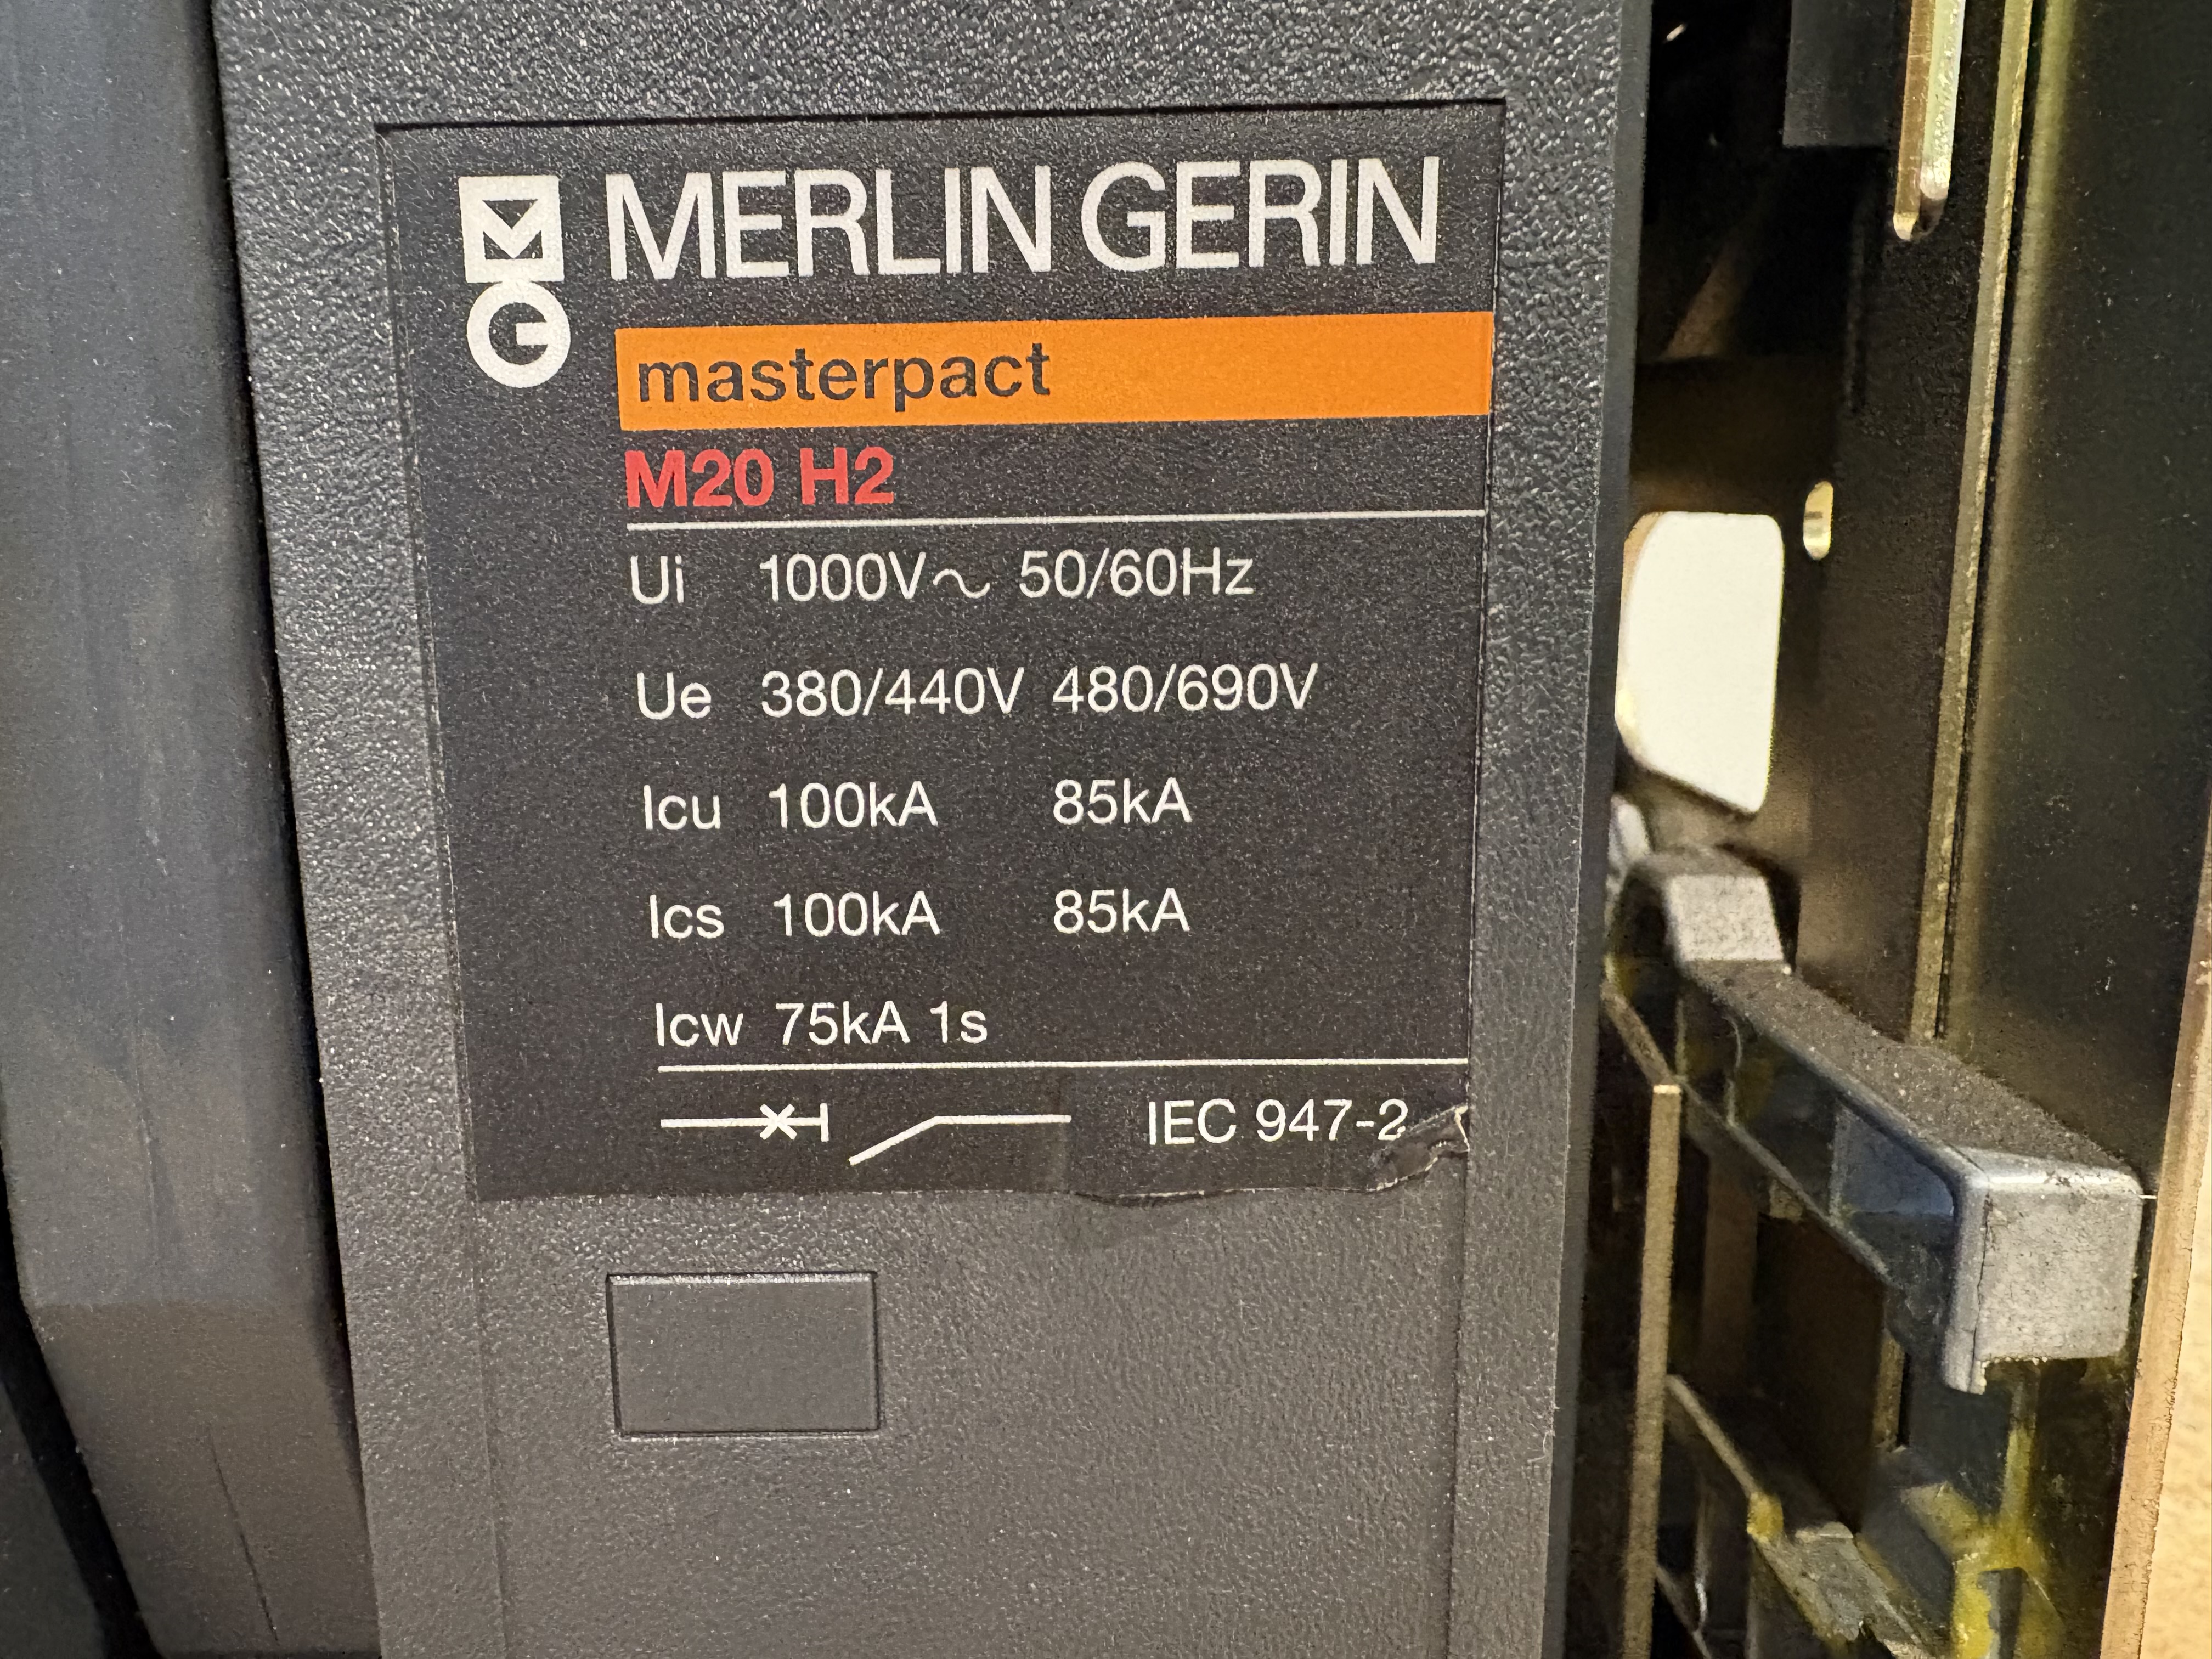 MG MERLIN GERIN
masterpact
M20 H2
Ui 1000V~ 50/60Hz
Ue 380/440V 480/690V
Icu 100kA 85kA
Ics 100kA 85kA
Icw 75kA 1s
IEC 947-2